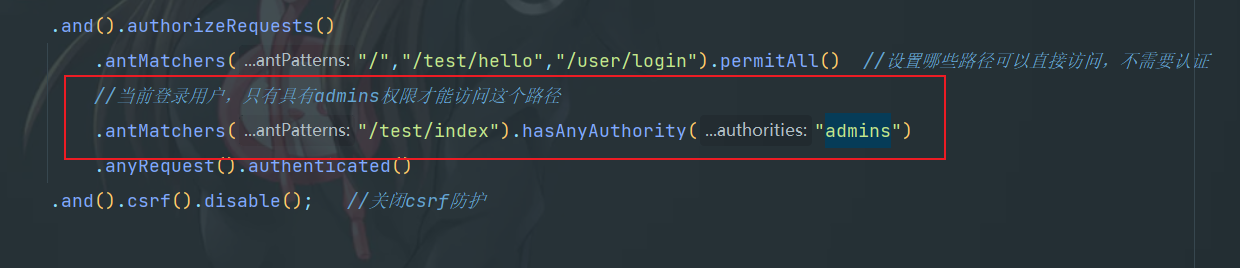 .and().authorizeRequests()
.antMatchers( ...antPatterns: "/","/test/hello","/user/login").permitAll()  //设置哪些路径可以直接访问，不需要认证
//当前登录用户，只有具有admins权限才能访问这个路径
.antMatchers( ...antPatterns: "/test/index").hasAnyAuthority( ...authorities: "admins")
.anyRequest().authenticated()
.and().csrf().disable();   //关闭csrf防护